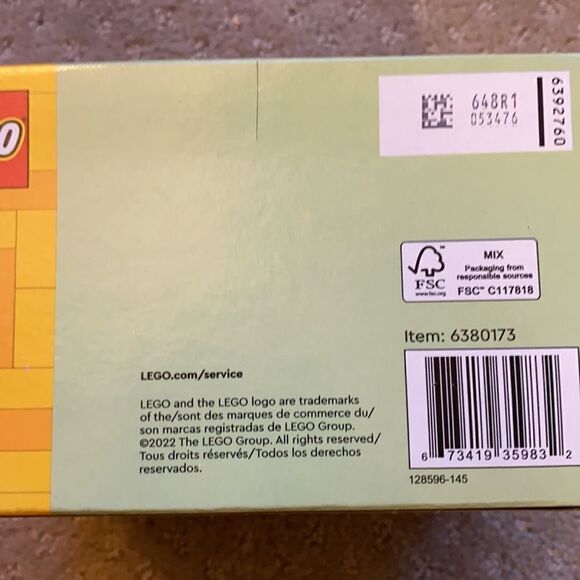 648R1
053476
6392760
MIX
Packaging from
responsible sources
FSC™ C117818
FSC
www.fsc.org
Item: 6380173
LEGO.com/service
LEGO and the LEGO logo are trademarks
of the/sont des marques de commerce du/
son marcas registradas de LEGO Group.
©2022 The LEGO Group. All rights reserved/
Tous droits réservés/Todos los derechos
reservados.
6 73419 35983 2
128596-145